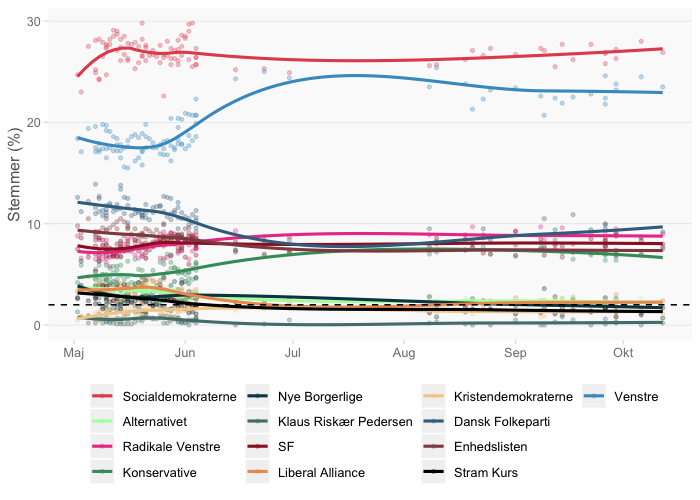 30
20
10
0
Stemmer (%)
Maj Jun Jul Aug Sep Okt
Socialdemokraterne Nye Borgerlige Kristendemokraterne Venstre
Alternativet Klaus Riskær Pedersen Dansk Folkeparti
Radikale Venstre SF Enhedslisten
Konservative Liberal Alliance Stram Kurs